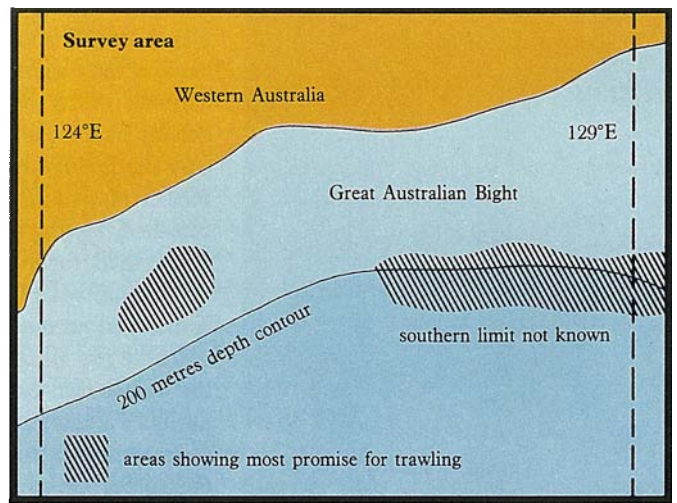 Survey area
Western Australia
124°E
129°E
Great Australian Bight
200 metres depth contour
southern limit not known
areas showing most promise for trawling